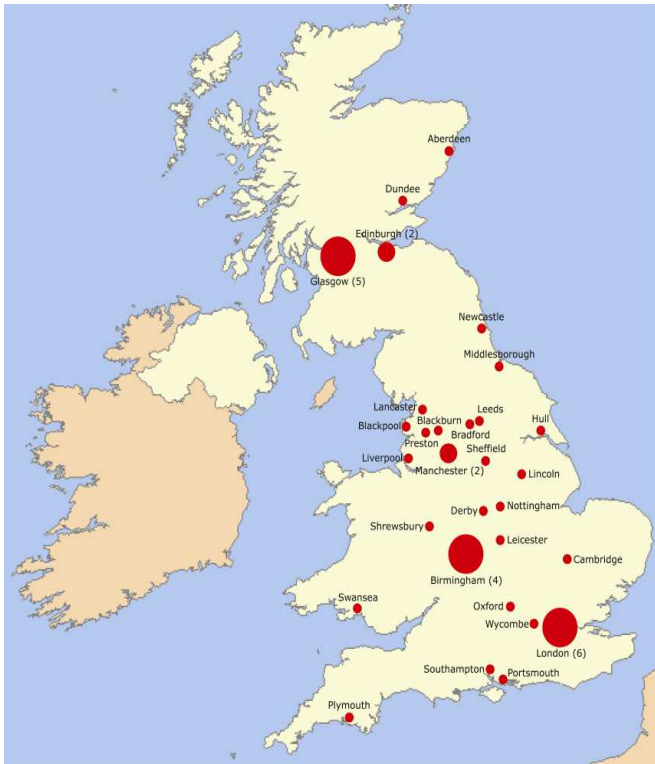 Aberdeen
Dundee
Edinburgh (2)
Glasgow (5)
Newcastle
Middlesborough
Lancaster
Blackpool
Blackburn
Leeds
Hull
Preston
Bradford
Liverpool
Sheffield
Manchester (2)
Lincoln
Derby
Nottingham
Shrewsbury
Leicester
Cambridge
Birmingham (4)
Swansea
Oxford
Wycombe
London (6)
Southampton
Portsmouth
Plymouth